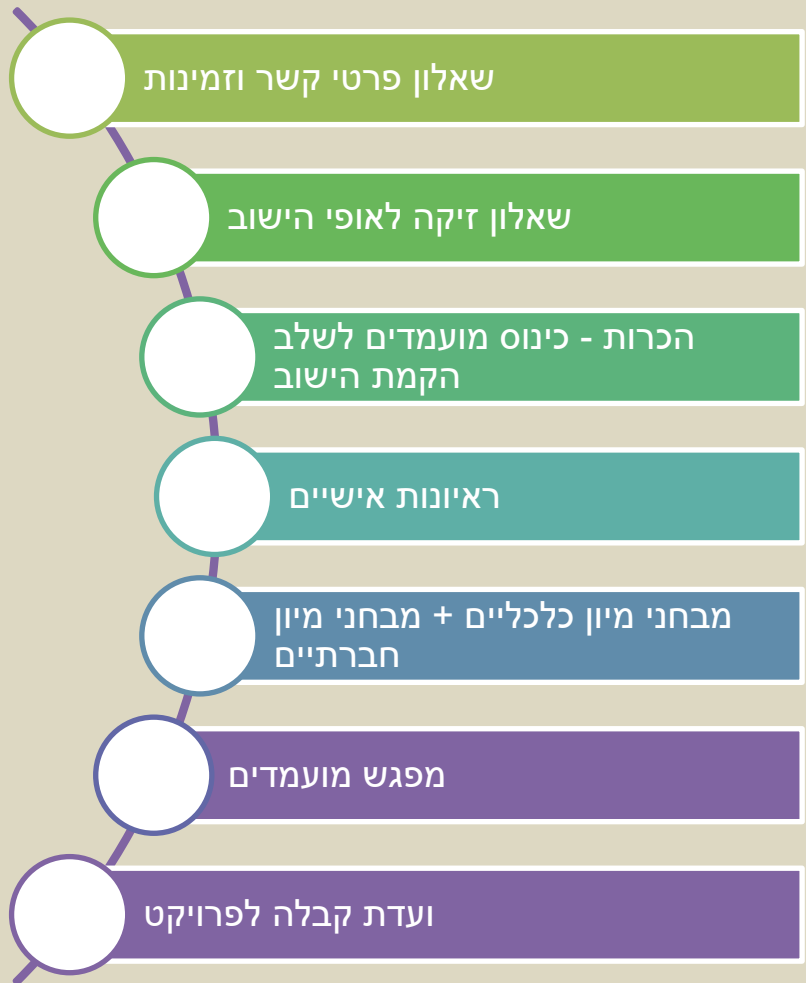 שאלון פרטי קשר וזמינות
שאלון זיקה לאופי הישוב
הכרות - כינוס מועמדים לשלב
הקמת הישוב
ראיונות אישיים
מבחני מיון כלכליים + מבחני מיון
חברתיים
מפגש מועמדים
ועדת קבלה לפרויקט